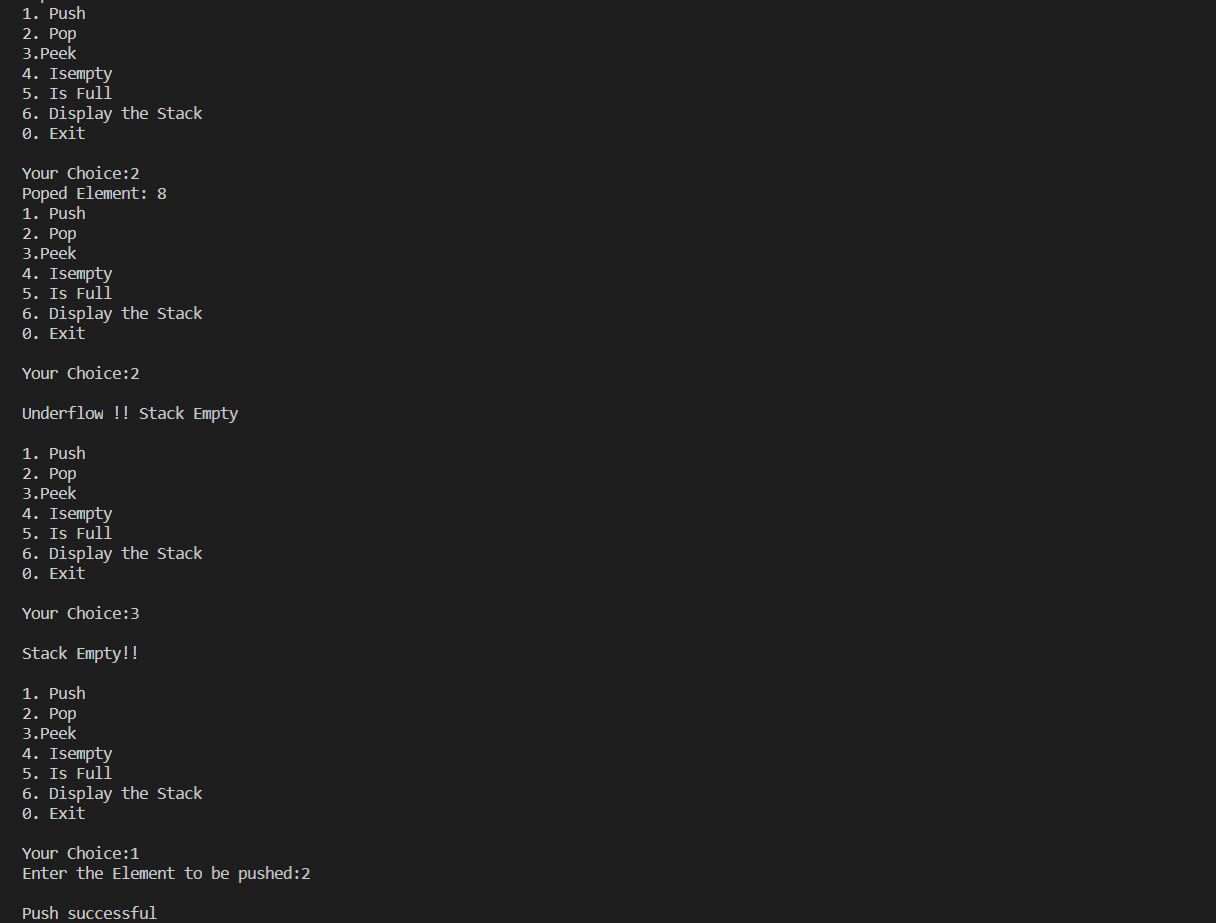 1. Push
2. Pop
3.Peek
4. Isempty
5. Is Full
6. Display the Stack
0. Exit
Your Choice:2
Poped Element: 8
1. Push
2. Pop
3.Peek
4. Isempty
5. Is Full
6. Display the Stack
0. Exit
Your Choice:2
Underflow !! Stack Empty
1. Push
2. Pop
3.Peek
4. Isempty
5. Is Full
6. Display the Stack
0. Exit
Your Choice:3
Stack Empty!!
1. Push
2. Pop
3.Peek
4. Isempty
5. Is Full
6. Display the Stack
0. Exit
Your Choice:1
Enter the Element to be pushed:2
Push successful